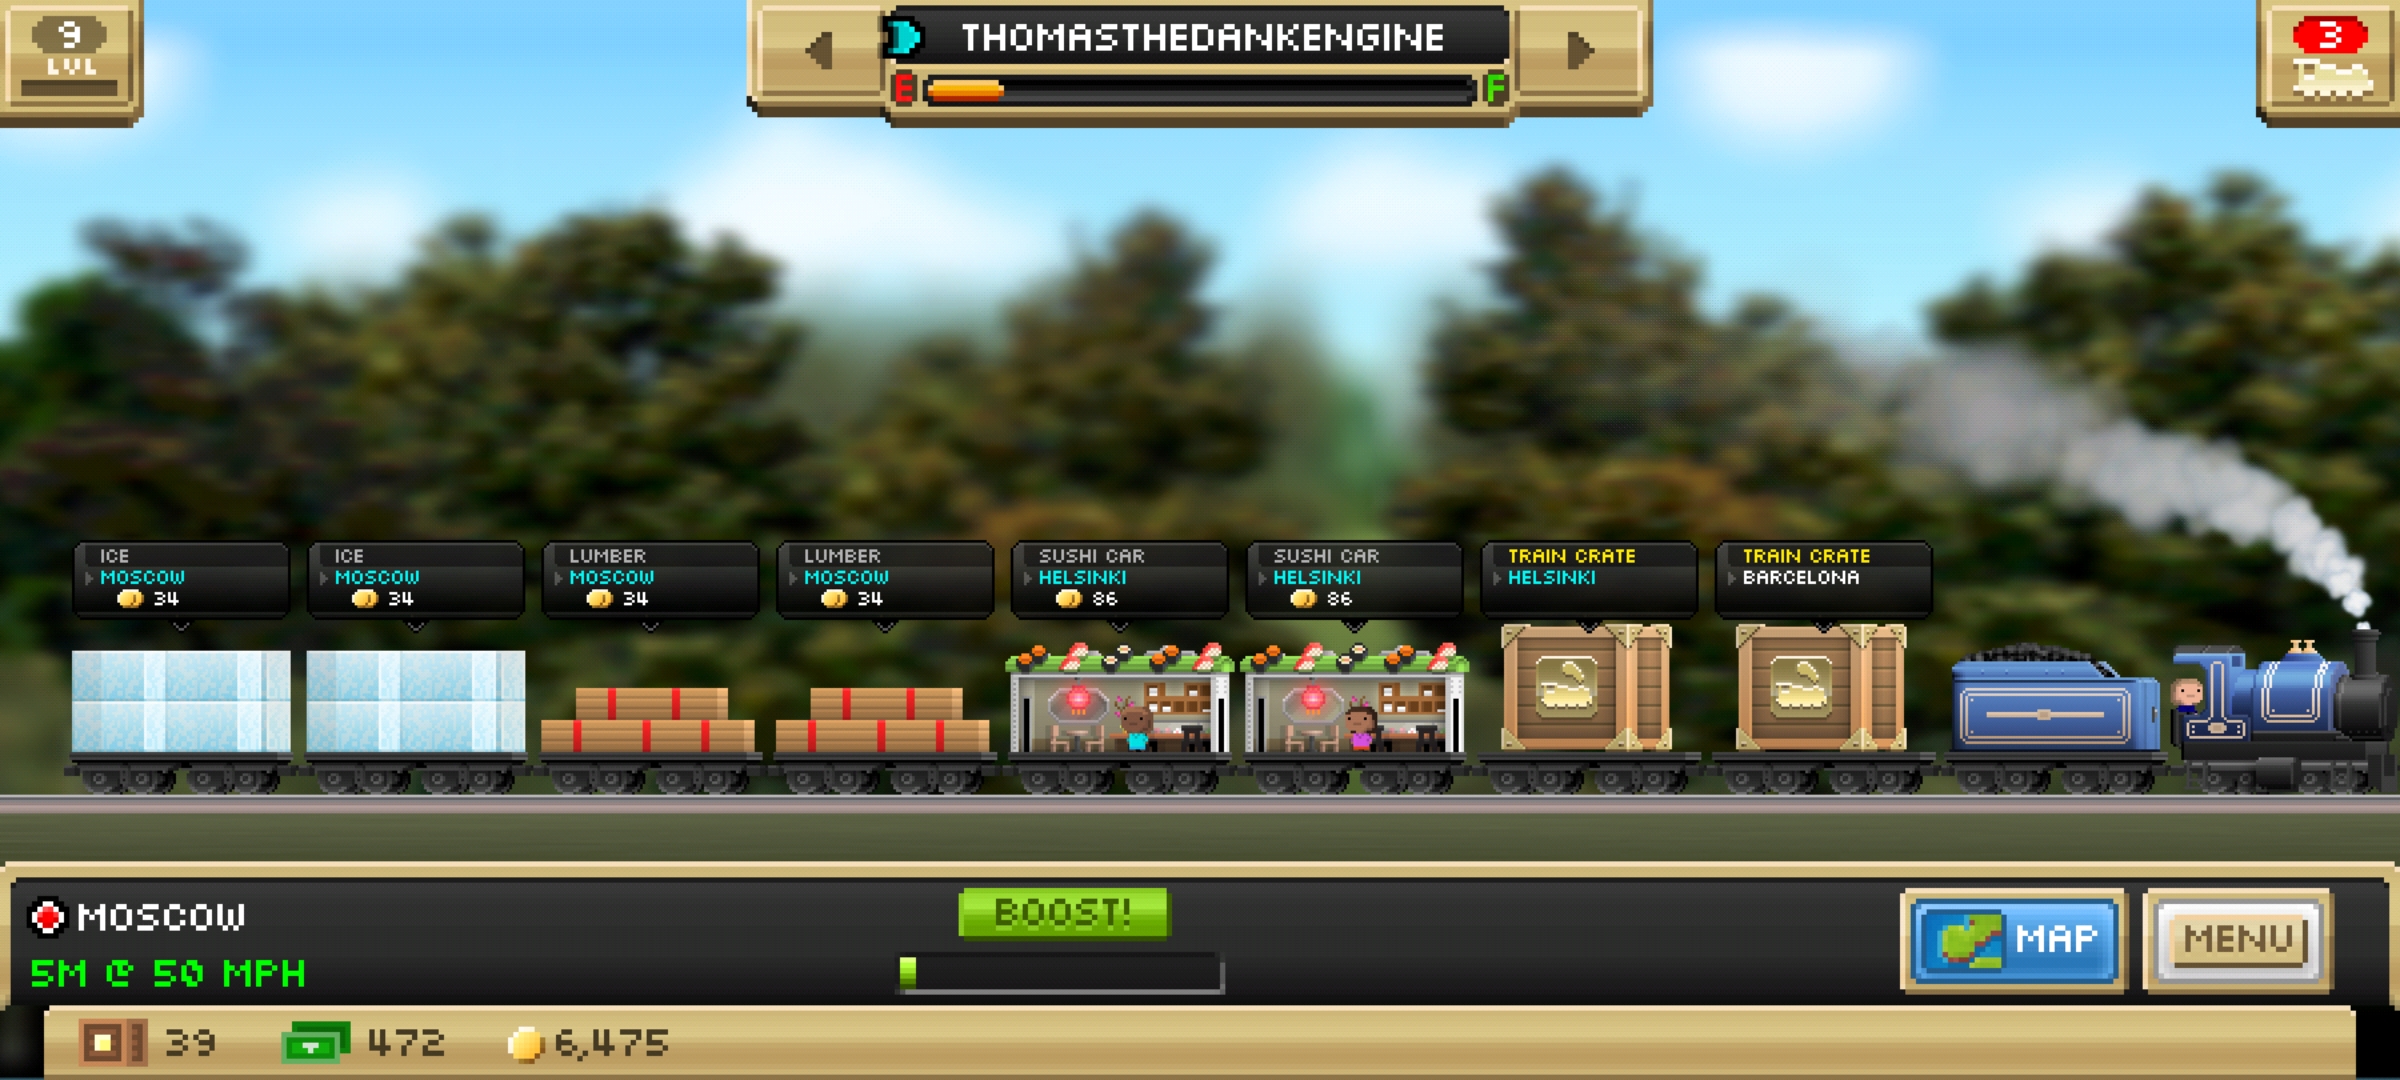 9
LVL
THOMASTHEDANKENGINE
E F
3
ICE
MOSCOW
34
ICE
MOSCOW
34
LUMBER
MOSCOW
34
LUMBER
MOSCOW
34
SUSHI CAR
HELSINKI
86
SUSHI CAR
HELSINKI
86
TRAIN CRATE
HELSINKI
TRAIN CRATE
BARCELONA
MOSCOW
5M @ 50 MPH
BOOST!
MAP
MENU
39
472
6,475